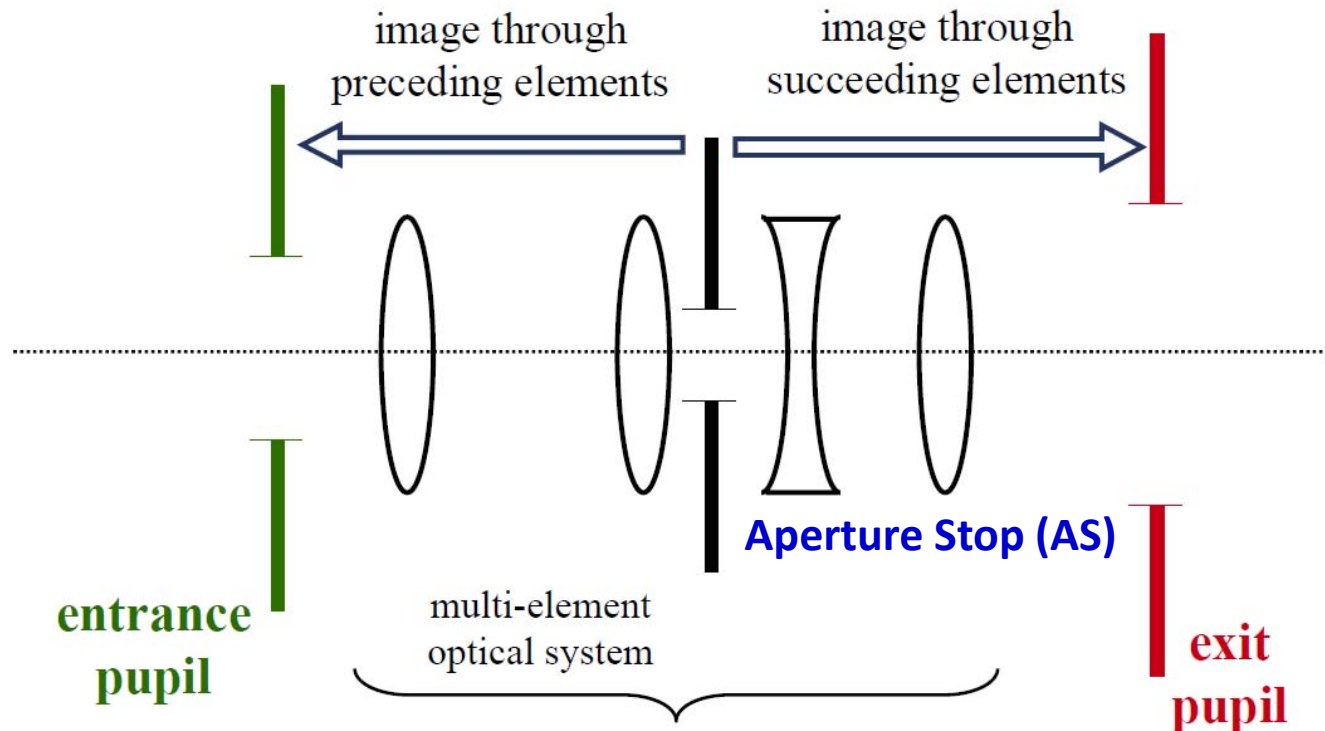 image through
preceding elements
image through
succeeding elements
Aperture Stop (AS)
entrance
pupil
multi-element
optical system
exit
pupil